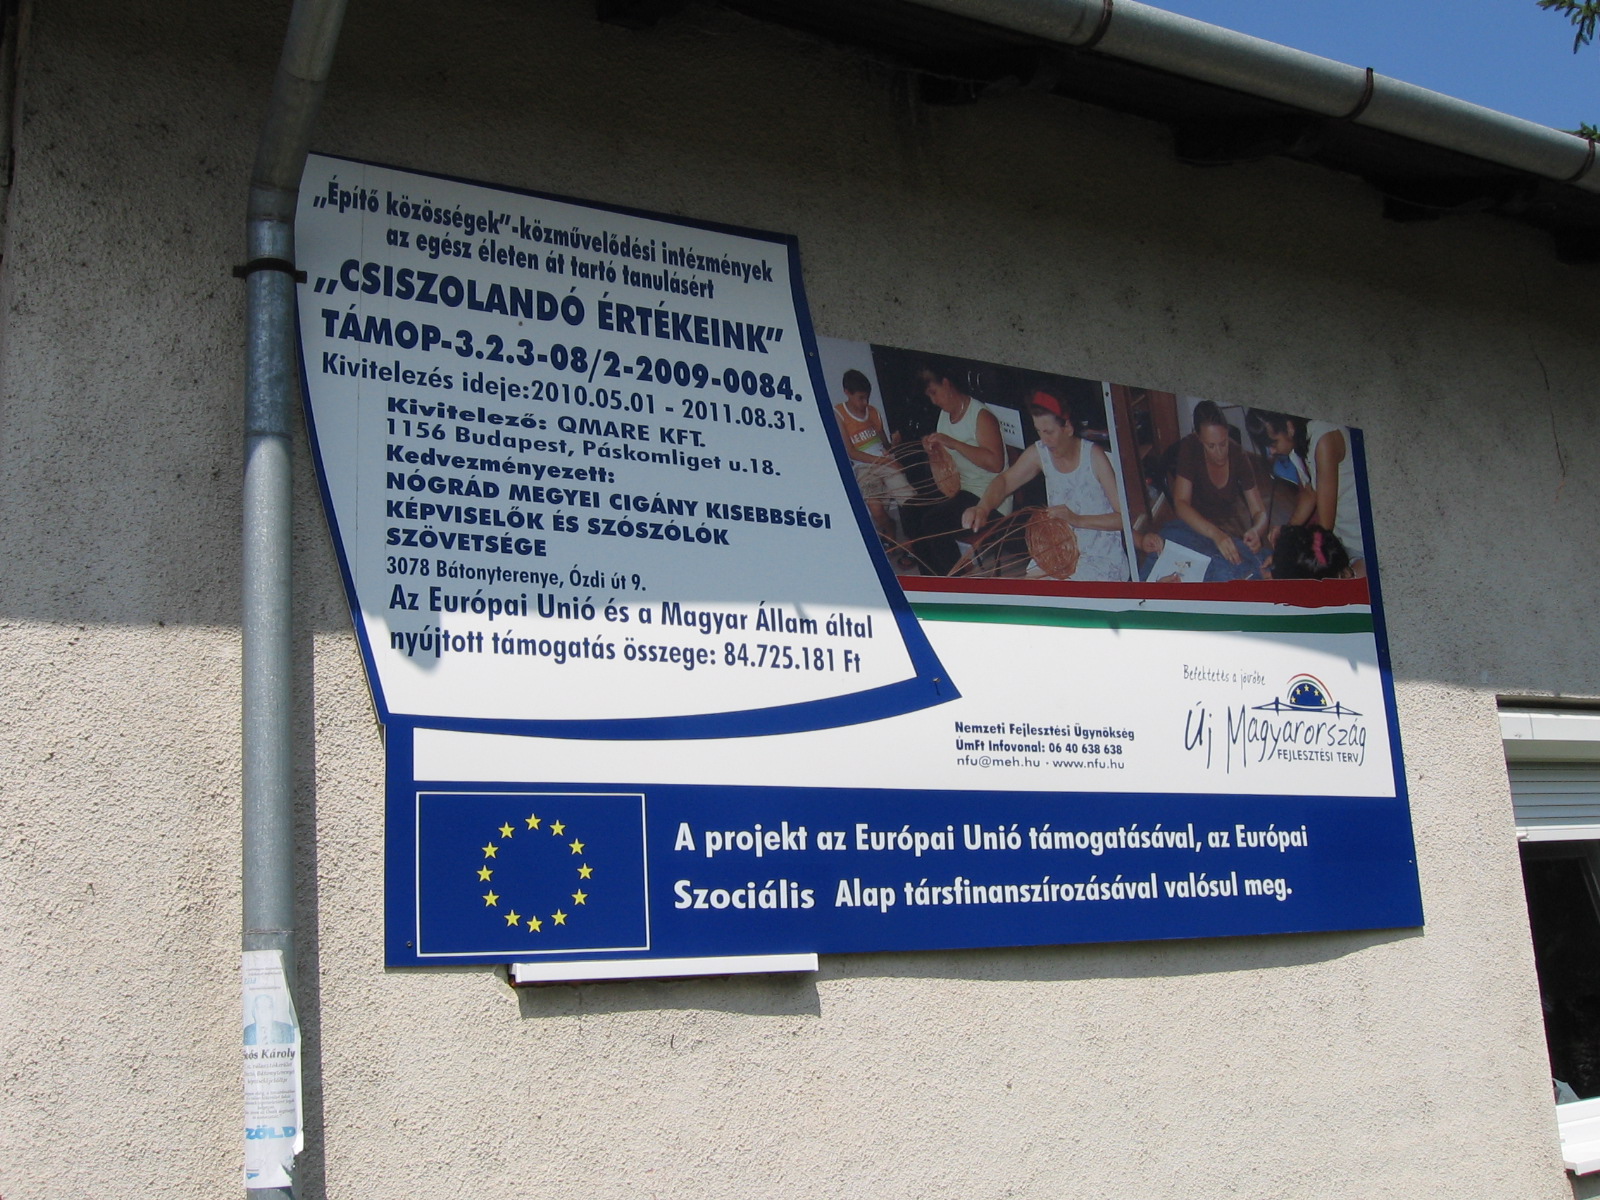 „Építő közösségek”-közművelődési intézmények
az egész életen át tartó tanulásért
„CSISZOLANDÓ ÉRTÉKEINK”
TÁMOP-3.2.3-08/2-2009-0084.
Kivitelezés ideje:2010.05.01 - 2011.08.31.
Kivitelező: QMARE KFT.
1156 Budapest, Páskomliget u.18.
Kedvezményezett:
NÓGRÁD MEGYEI CIGÁNY KISEBBSÉGI
KÉPVISELŐK ÉS SZÓSZÓLÓK
SZÖVETSÉGE
3078 Bátonyterenye, Ózdi út 9.
Az Európai Unió és a Magyar Állam által
nyújtott támogatás összege: 84.725.181 Ft
Befektetés a jövőbe
Új Magyarország
FEJLESZTÉSI TERV
Nemzeti Fejlesztési Ügynökség
ÚmFt Infovonal: 06 40 638 638
nfu@meh.hu · www.nfu.hu
A projekt az Európai Unió támogatásával, az Európai
Szociális Alap társfinanszírozásával valósul meg.
Károly
ZÖLD